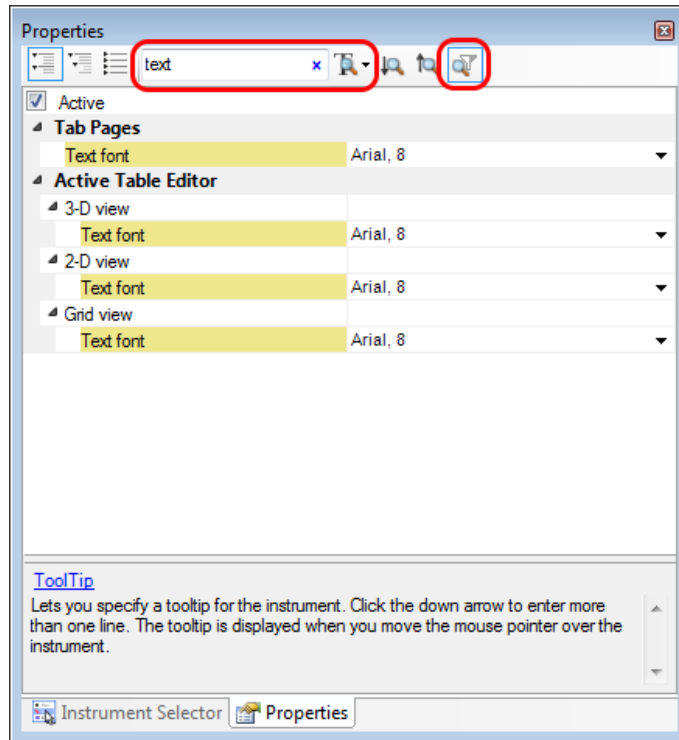 Properties
text
Active
Tab Pages
Text font Arial, 8
Active Table Editor
3-D view
Text font Arial, 8
2-D view
Text font Arial, 8
Grid view
Text font Arial, 8
ToolTip
Lets you specify a tooltip for the instrument. Click the down arrow to enter more
than one line. The tooltip is displayed when you move the mouse pointer over the
instrument.
Instrument Selector Properties